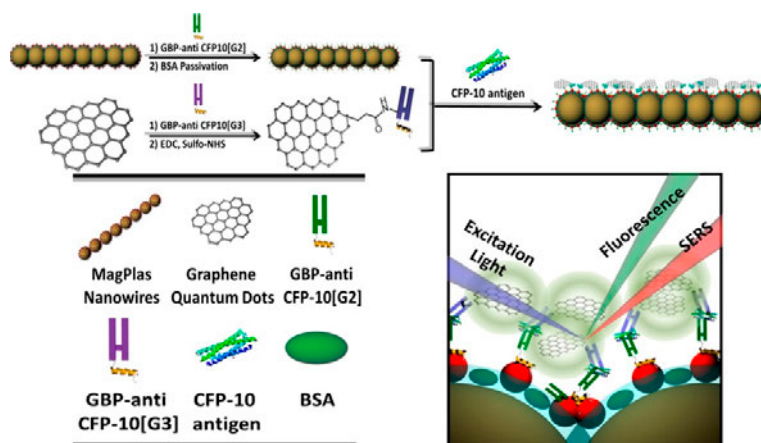 1) GBP-anti CFP10[G2]
2) BSA Passivation
CFP-10 antigen
1) GBP-anti CFP10[G3]
2) EDC, Sulfo-NHS
MagPlas
Nanowires
Graphene
Quantum Dots
GBP-anti
CFP-10[G2]
GBP-anti
CFP-10[G3]
CFP-10
antigen
BSA
Excitation
Light
Fluorescence
SERS